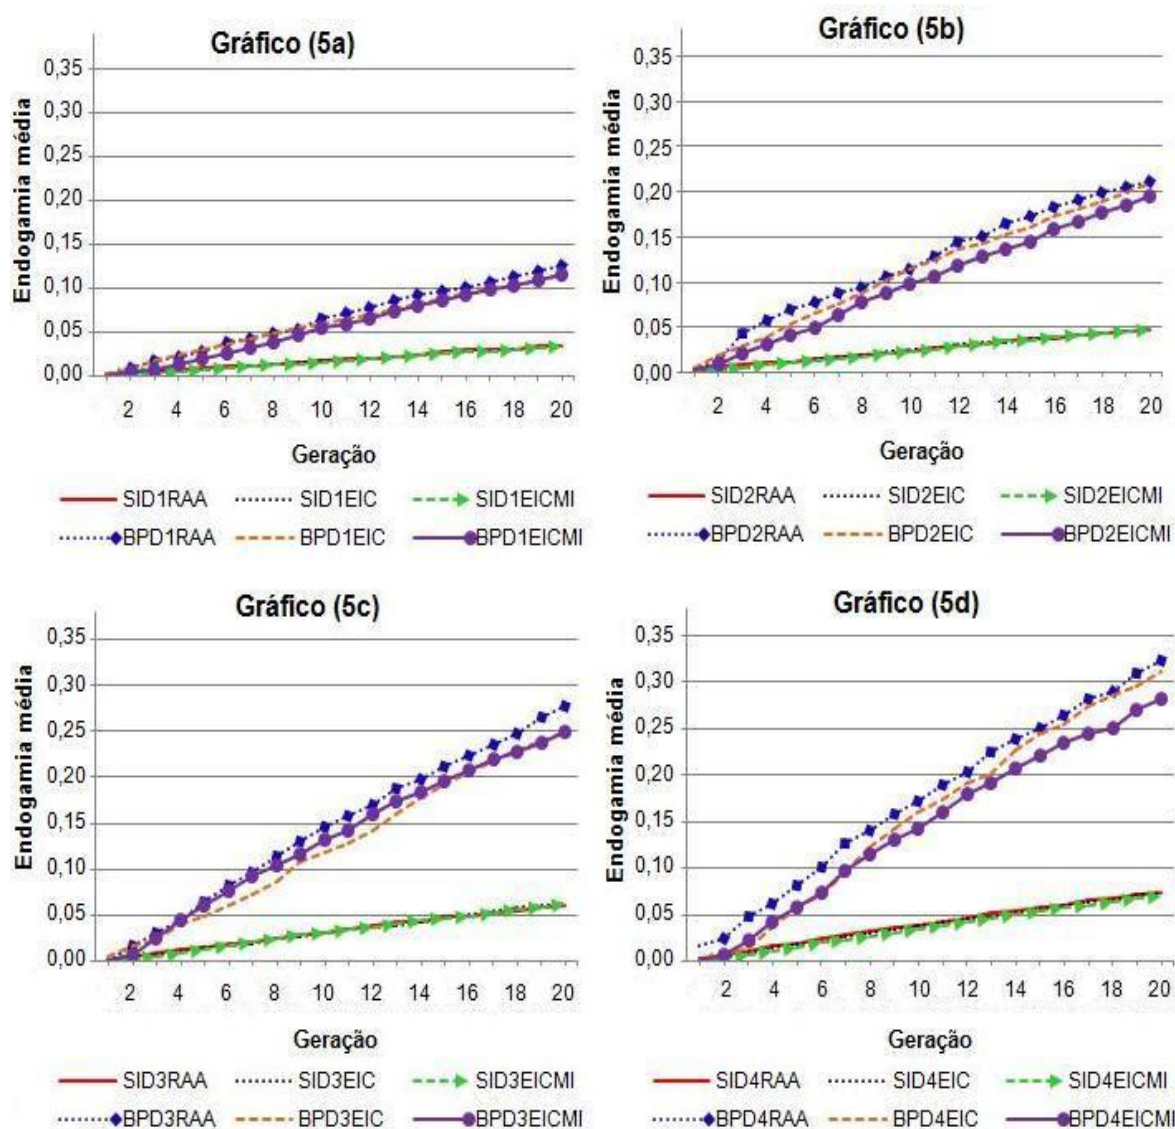 Gráfico (5a)
Endogamia média
0,35
0,30
0,25
0,20
0,15
0,10
0,05
0,00
2 4 6 8 10 12 14 16 18 20
Geração
SID1RAA SID1EIC SID1EICMI
BPD1RAA BPD1EIC BPD1EICMI
Gráfico (5b)
Endogamia média
0,35
0,30
0,25
0,20
0,15
0,10
0,05
0,00
2 4 6 8 10 12 14 16 18 20
Geração
SID2RAA SID2EIC SID2EICMI
BPD2RAA BPD2EIC BPD2EICMI
Gráfico (5c)
Endogamia média
0,35
0,30
0,25
0,20
0,15
0,10
0,05
0,00
2 4 6 8 10 12 14 16 18 20
Geração
SID3RAA SID3EIC SID3EICMI
BPD3RAA BPD3EIC BPD3EICMI
Gráfico (5d)
Endogamia média
0,35
0,30
0,25
0,20
0,15
0,10
0,05
0,00
2 4 6 8 10 12 14 16 18 20
Geração
SID4RAA SID4EIC SID4EICMI
BPD4RAA BPD4EIC BPD4EICMI